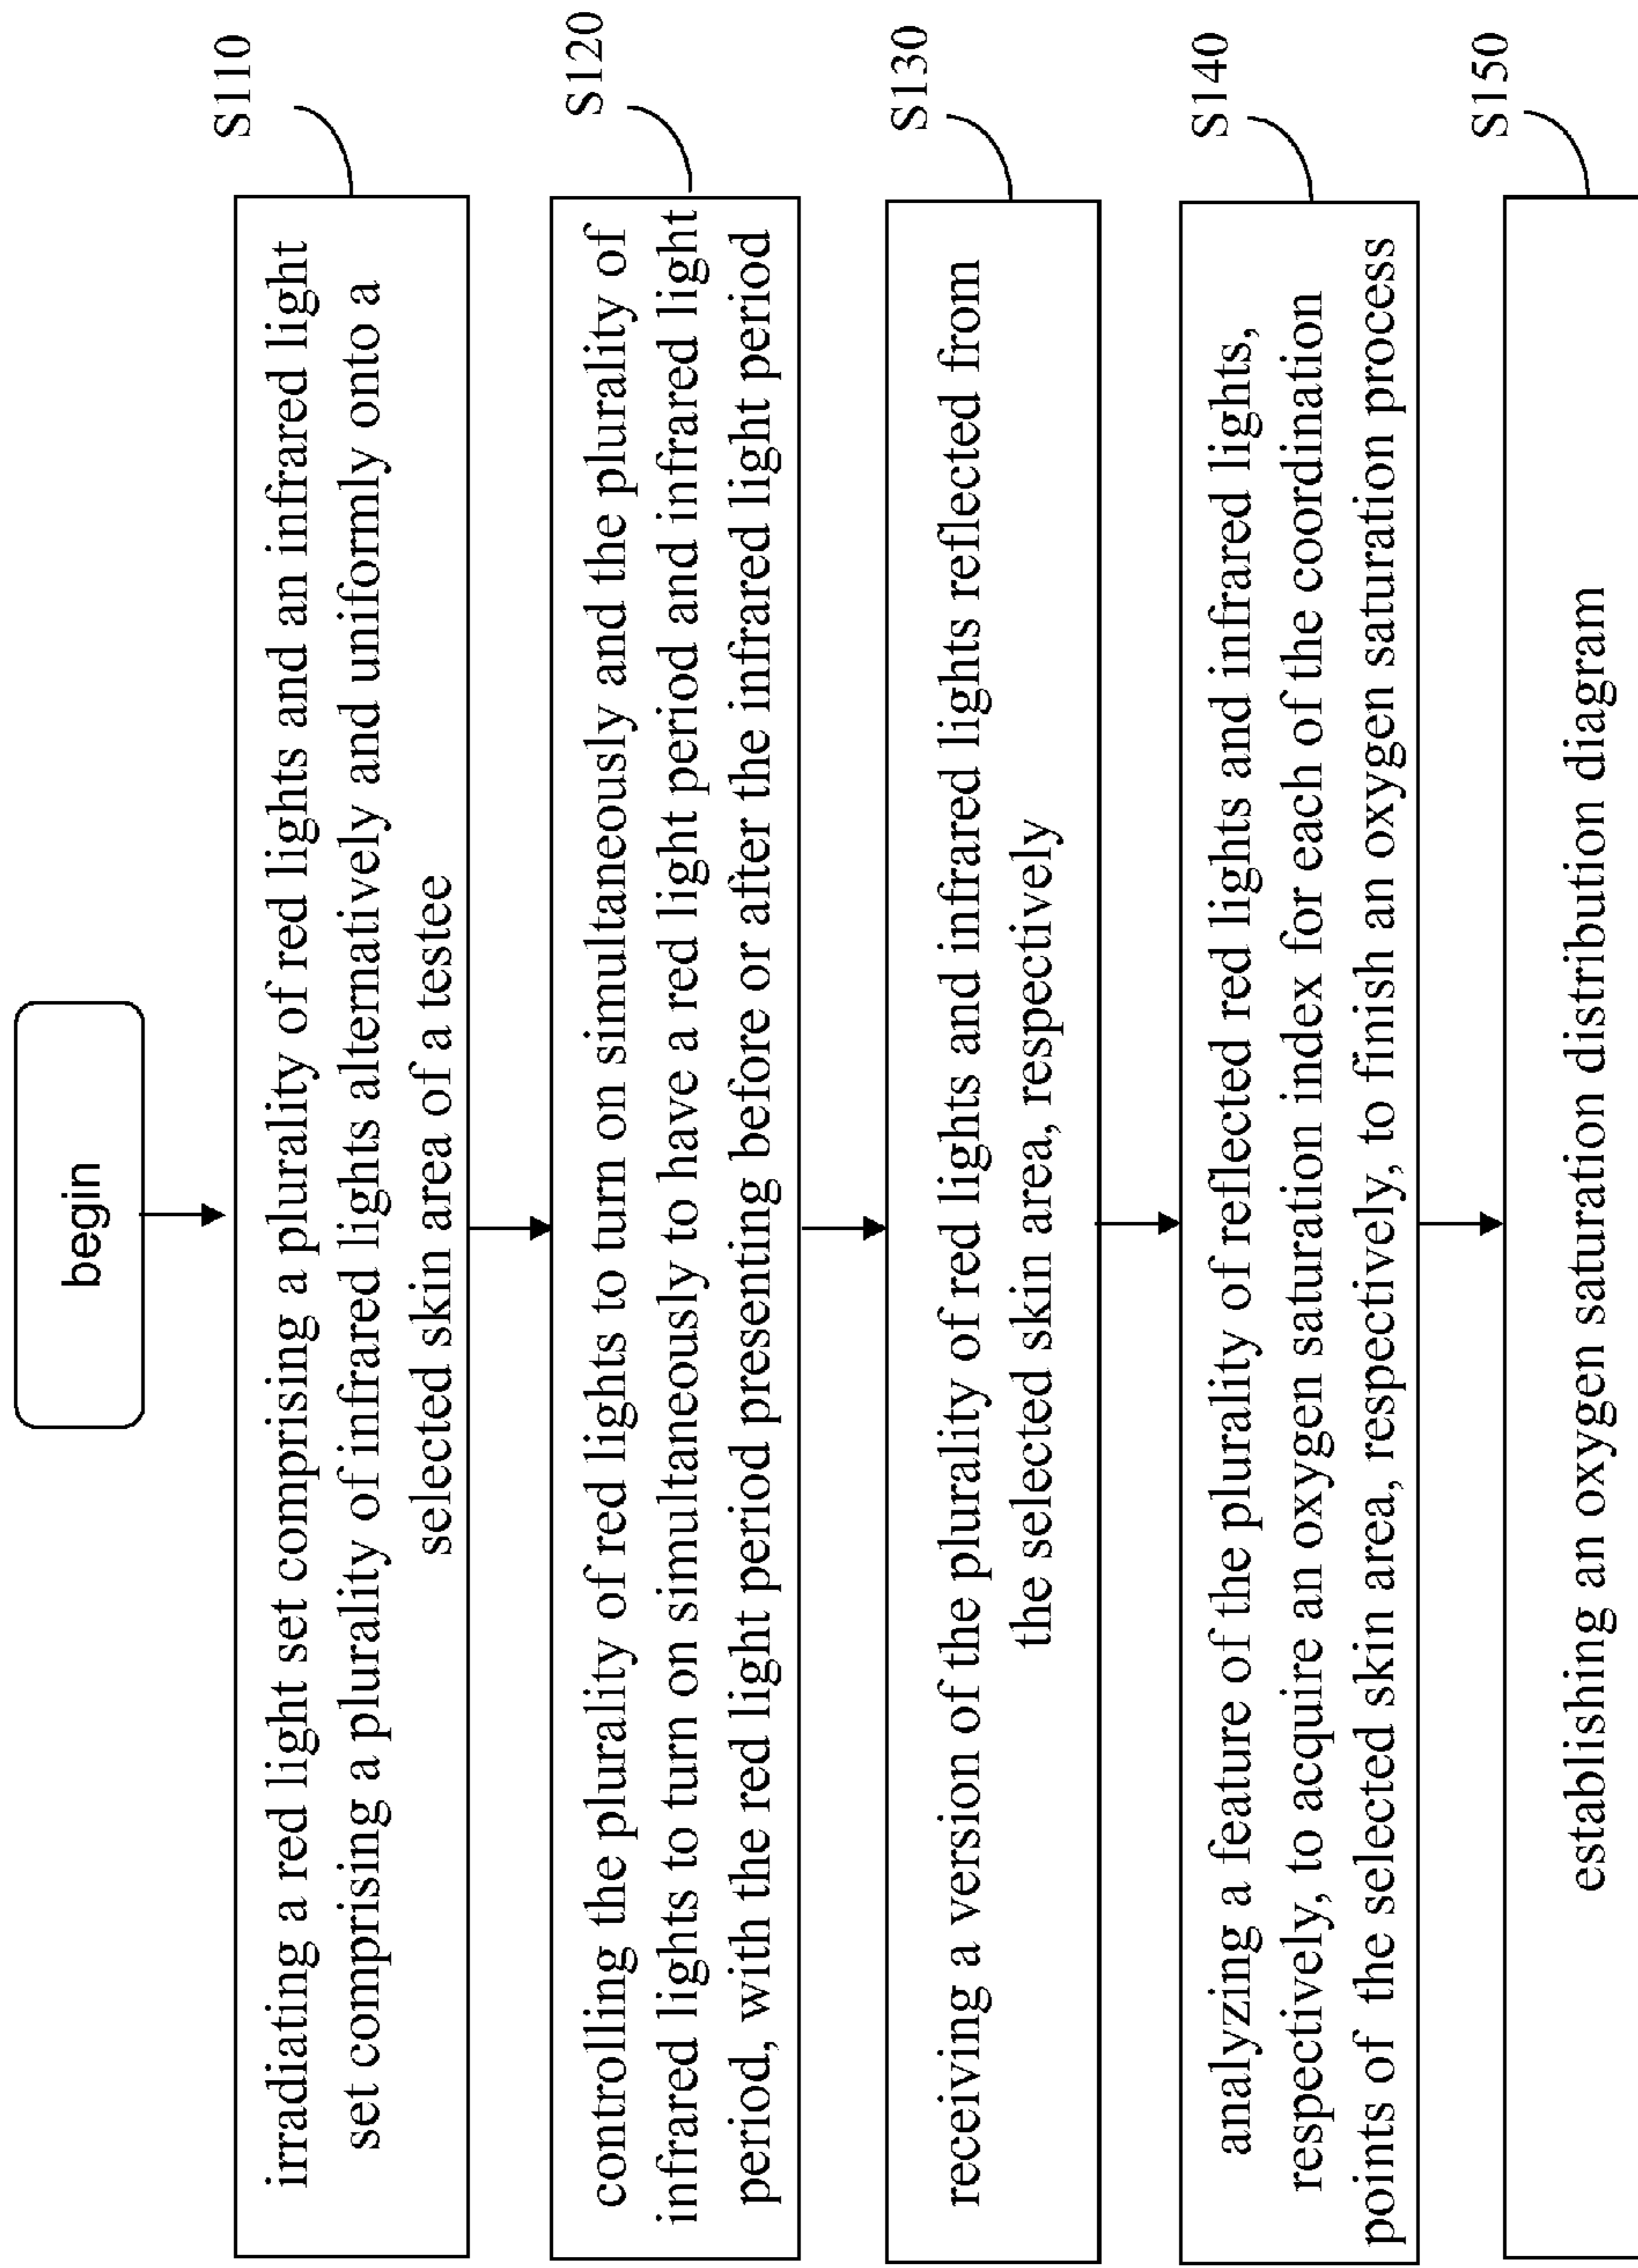 begin
S110
irradiating a red light set comprising a plurality of red lights and an infrared light
set comprising a plurality of infrared lights alternatively and uniformly onto a
selected skin area of a testee
S120
controlling the plurality of red lights to turn on simultaneously and the plurality of
infrared lights to turn on simultaneously to have a red light period and infrared light
period, with the red light period presenting before or after the infrared light period
S130
receiving a version of the plurality of red lights and infrared lights reflected from
the selected skin area, respectively
S140
analyzing a feature of the plurality of reflected red lights and infrared lights,
respectively, to acquire an oxygen saturation index for each of the coordination
points of the selected skin area, respectively, to finish an oxygen saturation process
S150
establishing an oxygen saturation distribution diagram